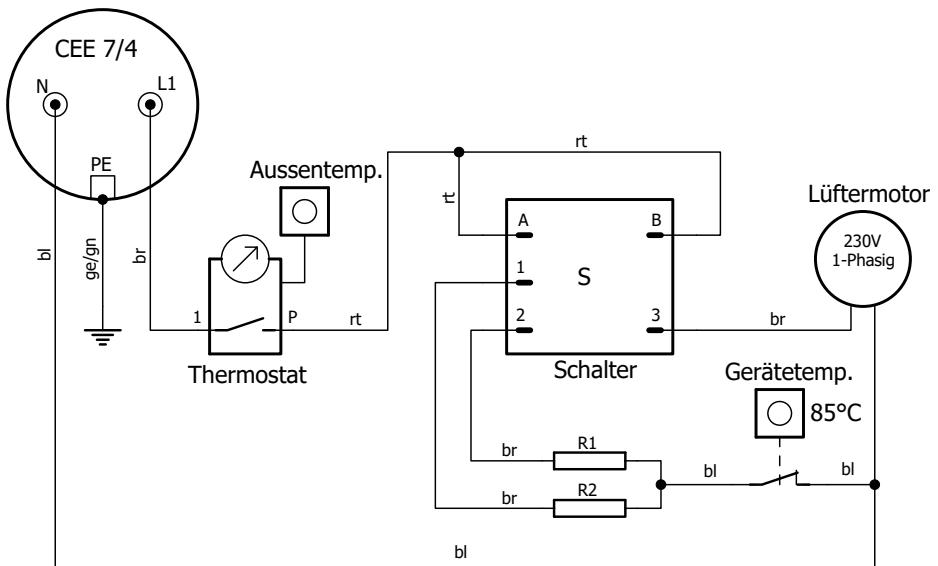 CEE 7/4
N
L1
PE
bl
ge/gn
br
Aussentemp.
1
P
rt
Thermostat
rt
rt
A
B
1
S
2
3
Schalter
Lüftermotor
230V
1-Phasig
br
Gerätetemp.
85°C
br
R1
br
R2
bl
bl
bl